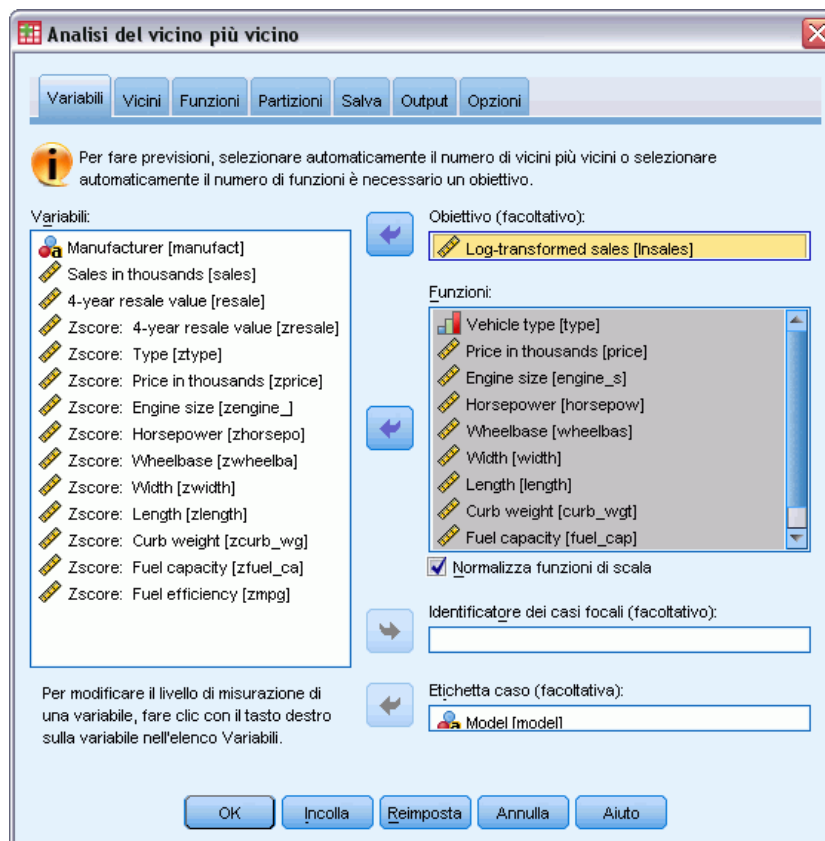 Analisi del vicino più vicino
Variabili Vicini Funzioni Partizioni Salva Output Opzioni
Per fare previsioni, selezionare automaticamente il numero di vicini più vicini o selezionare
automaticamente il numero di funzioni è necessario un obiettivo.
Variabili:
Manufacturer [manufact]
Sales in thousands [sales]
4-year resale value [resale]
Zscore: 4-year resale value [zresale]
Zscore: Type [ztype]
Zscore: Price in thousands [zprice]
Zscore: Engine size [zengine_]
Zscore: Horsepower [zhorsepo]
Zscore: Wheelbase [zwheelba]
Zscore: Width [zwidth]
Zscore: Length [zlength]
Zscore: Curb weight [zcurb_wg]
Zscore: Fuel capacity [zfuel_ca]
Zscore: Fuel efficiency [zmpg]
Per modificare il livello di misurazione di
una variabile, fare clic con il tasto destro
sulla variabile nell'elenco Variabili.
Obiettivo (facoltativo):
Log-transformed sales [lnsales]
Funzioni:
Vehicle type [type]
Price in thousands [price]
Engine size [engine_s]
Horsepower [horsepow]
Wheelbase [wheelbas]
Width [width]
Length [length]
Curb weight [curb_wgt]
Fuel capacity [fuel_cap]
Normalizza funzioni di scala
Identificatore dei casi focali (facoltativo):
Etichetta caso (facoltativa):
Model [model]
OK Incolla Reimposta Annulla Aiuto